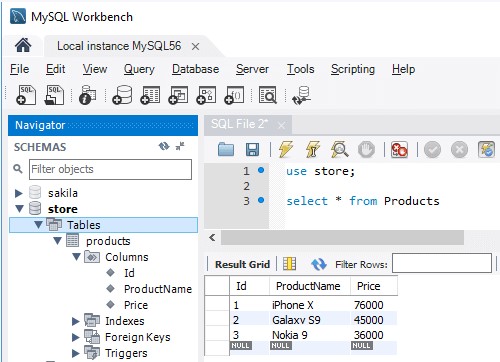 MySQL Workbench
Local instance MySQL56 ×
File Edit View Query Database Server Tools Scripting Help
Navigator
SCHEMAS
Filter objects
sakila
store
Tables
products
Columns
Id
ProductName
Price
Indexes
Foreign Keys
Triggers
SQL File 2* ×
1 use store;
2
3 select * from Products
Result Grid Filter Rows:
Id ProductName Price
1 iPhone X 76000
2 Galaxy S9 45000
3 Nokia 9 36000
NULL NULL NULL